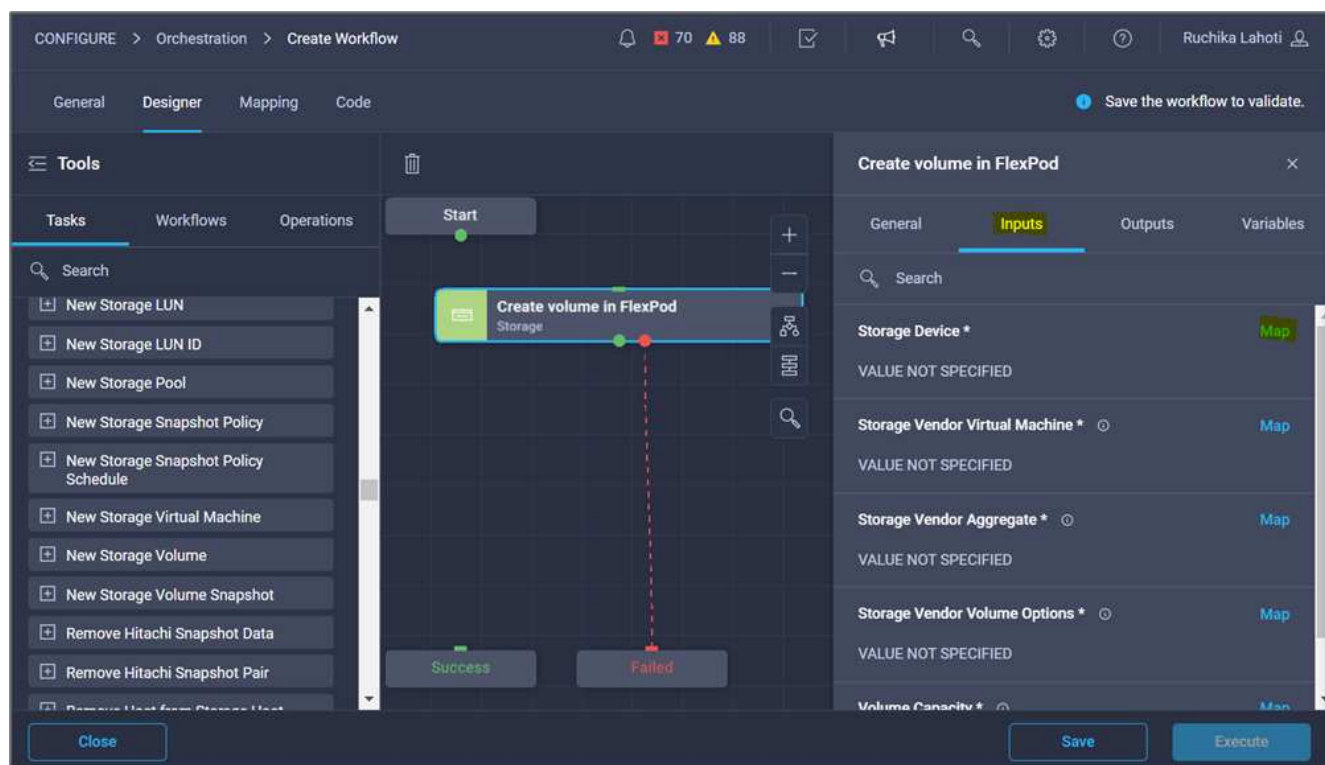 CONFIGURE > Orchestration > Create Workflow
70 88
Ruchika Lahoti
General Designer Mapping Code
Save the workflow to validate.
Tools
Tasks Workflows Operations
Search
New Storage LUN
New Storage LUN ID
New Storage Pool
New Storage Snapshot Policy
New Storage Snapshot Policy
Schedule
New Storage Virtual Machine
New Storage Volume
New Storage Volume Snapshot
Remove Hitachi Snapshot Data
Remove Hitachi Snapshot Pair
Remove Host from Storage Host
Start
Create volume in FlexPod
Storage
Success Failed
Create volume in FlexPod
General Inputs Outputs Variables
Search
Storage Device * Map
VALUE NOT SPECIFIED
Storage Vendor Virtual Machine * Map
VALUE NOT SPECIFIED
Storage Vendor Aggregate * Map
VALUE NOT SPECIFIED
Storage Vendor Volume Options * Map
VALUE NOT SPECIFIED
Volume Capacity * Map
Close Save Execute